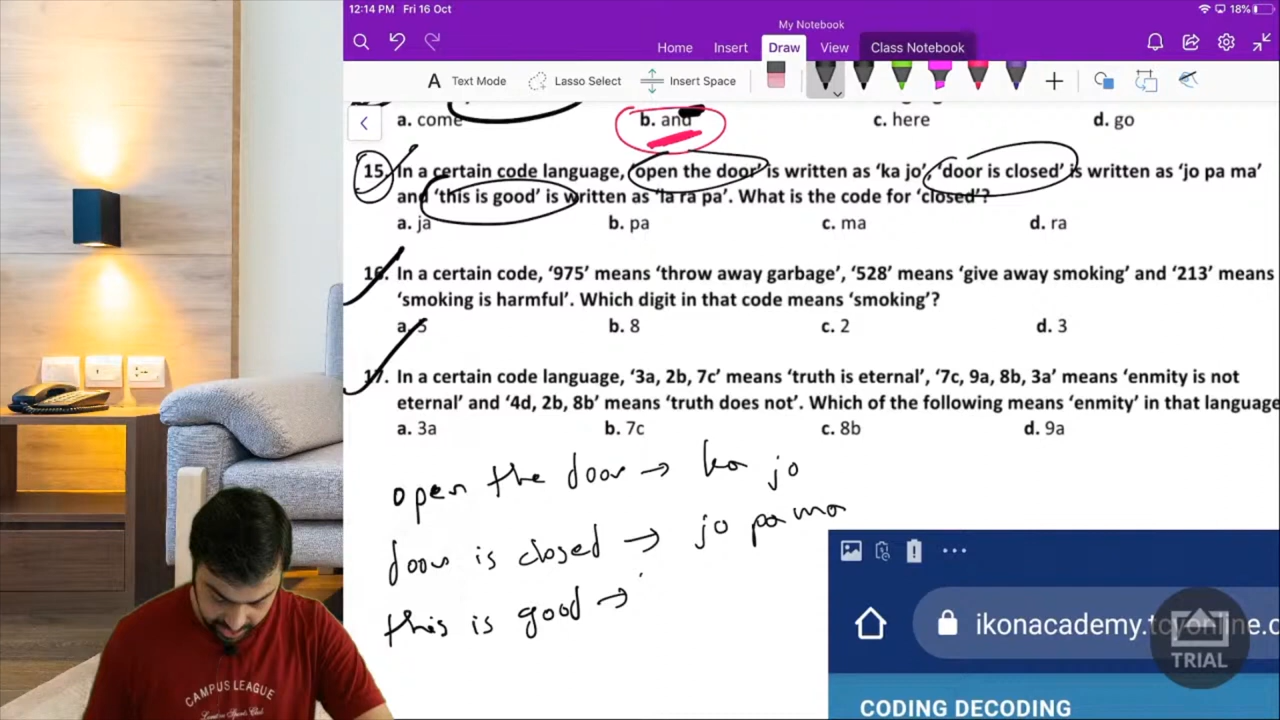 12:14 PM Fri 16 Oct
18%
My Notebook
Home Insert Draw View Class Notebook
Text Mode Lasso Select Insert Space
a. come b. and c. here d. go
15. In a certain code language, 'open the door' is written as 'ka jo', 'door is closed' is written as 'jo pa ma'
and 'this is good' is written as 'la ra pa'. What is the code for 'closed'?
a. ja b. pa c. ma d. ra
16. In a certain code, '975' means 'throw away garbage', '528' means 'give away smoking' and '213' means
'smoking is harmful'. Which digit in that code means 'smoking'?
a. 5 b. 8 c. 2 d. 3
17. In a certain code language, '3a, 2b, 7c' means 'truth is eternal', '7c, 9a, 8b, 3a' means 'enmity is not
eternal' and '4d, 2b, 8b' means 'truth does not'. Which of the following means 'enmity' in that language
a. 3a b. 7c c. 8b d. 9a
open the door → ka jo
door is closed → jo pa ma
this is good →
ikonacademy.tcyonline.c
TRIAL
CODING DECODING
CAMPUS LEAGUE
London Sports Club